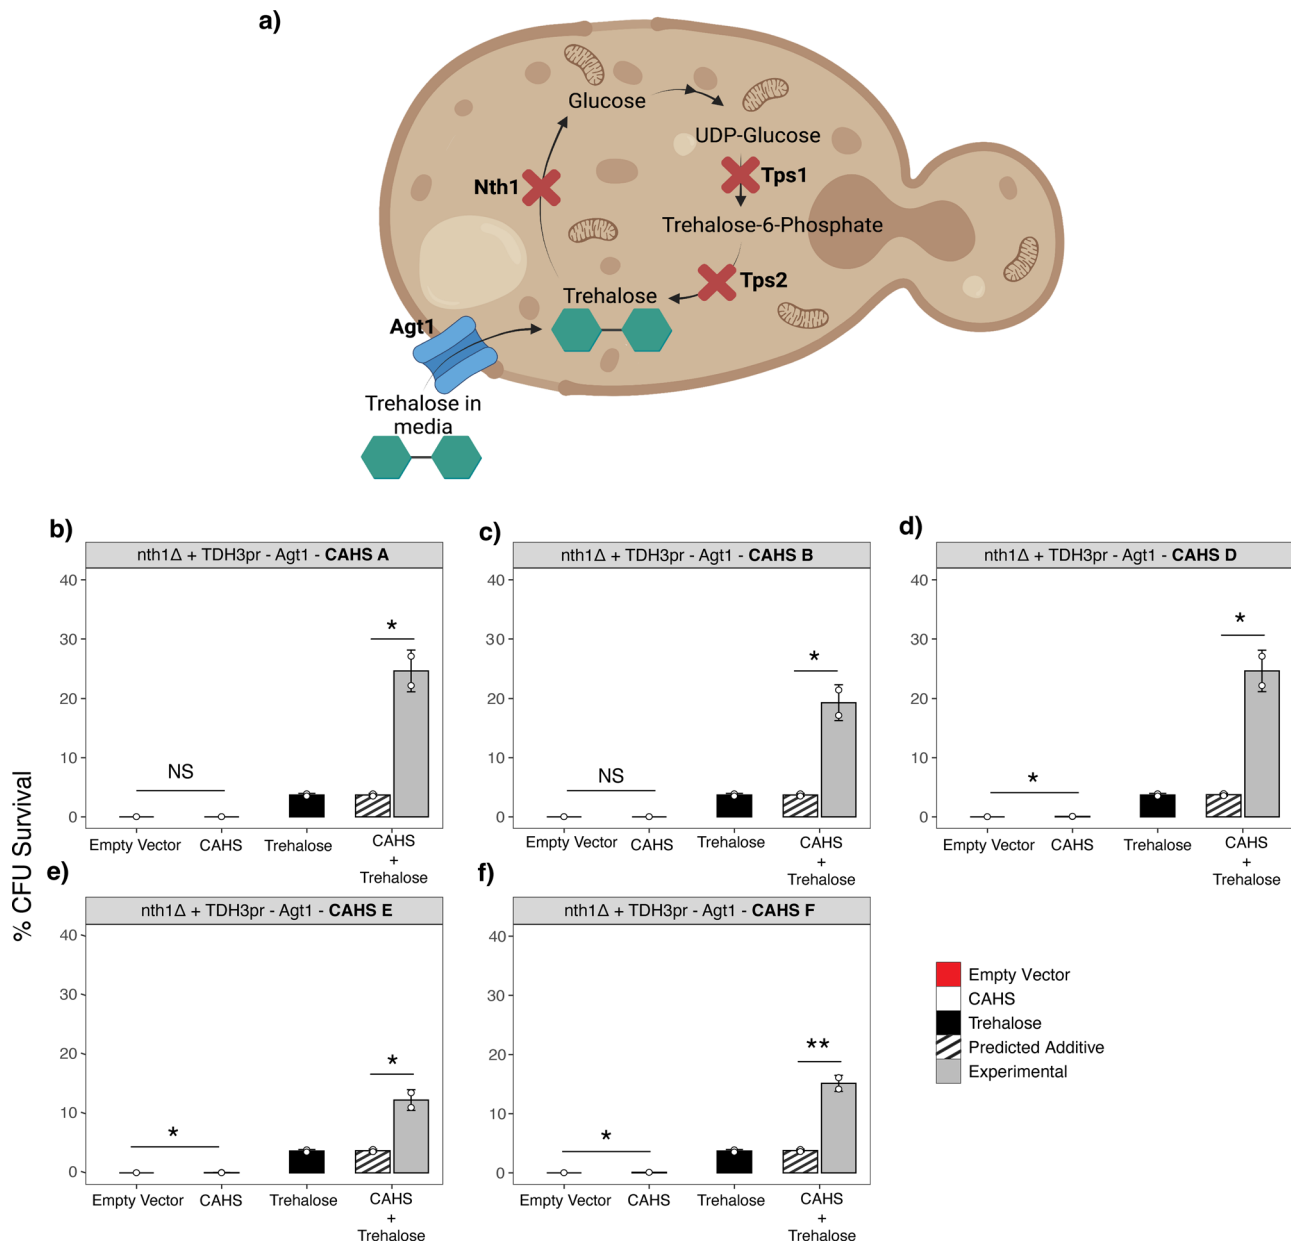 a)
Glucose
UDP-Glucose
Nth1
Tps1
Trehalose-6-Phosphate
Tps2
Trehalose
Agt1
Trehalose in
media
% CFU Survival
b)
nth1Δ + TDH3pr - Agt1 - CAHS A
40
30
20
10
0
NS
*
Empty Vector
CAHS
Trehalose
CAHS
+
Trehalose
c)
nth1Δ + TDH3pr - Agt1 - CAHS B
40
30
20
10
0
NS
*
Empty Vector
CAHS
Trehalose
CAHS
+
Trehalose
d)
nth1Δ + TDH3pr - Agt1 - CAHS D
40
30
20
10
0
*
*
Empty Vector
CAHS
Trehalose
CAHS
+
Trehalose
e)
nth1Δ + TDH3pr - Agt1 - CAHS E
40
30
20
10
0
*
*
Empty Vector
CAHS
Trehalose
CAHS
+
Trehalose
f)
nth1Δ + TDH3pr - Agt1 - CAHS F
40
30
20
10
0
*
**
Empty Vector
CAHS
Trehalose
CAHS
+
Trehalose
Empty Vector
CAHS
Trehalose
Predicted Additive
Experimental